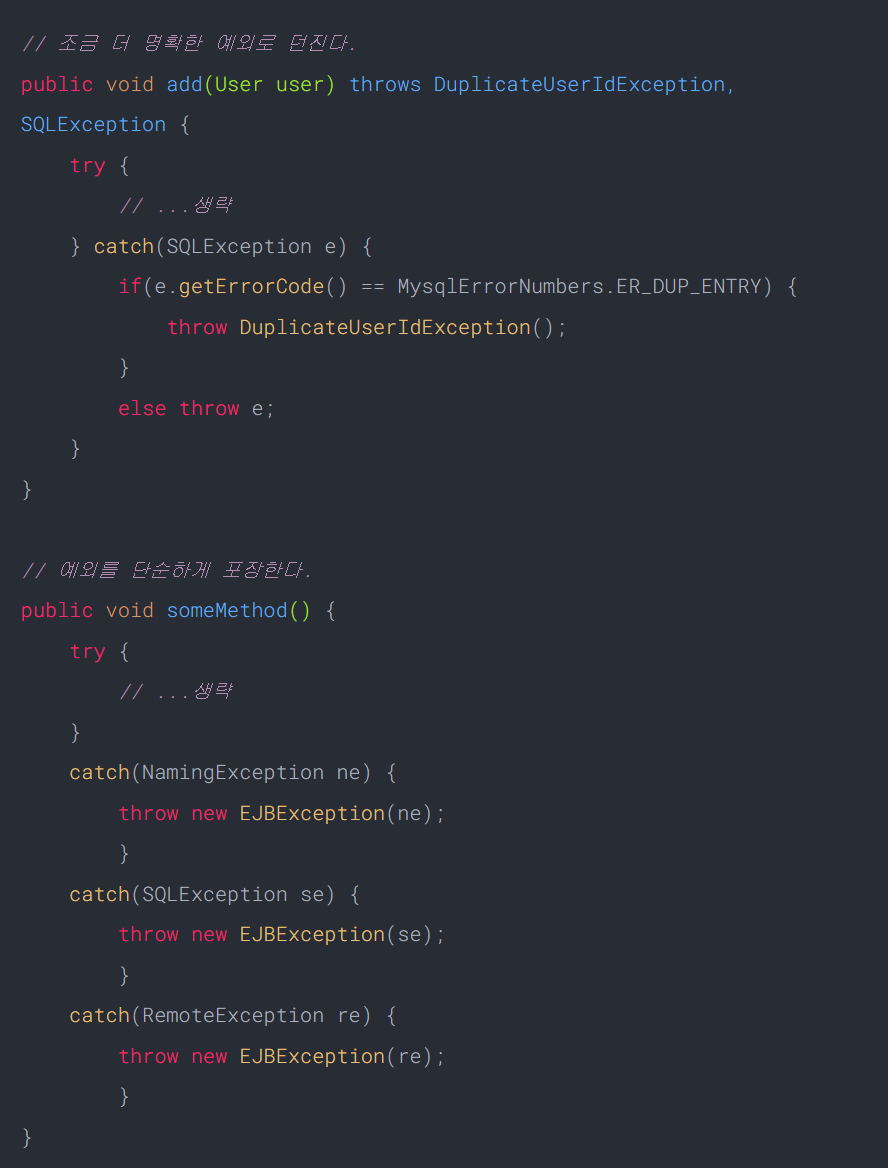 // 조금 더 명확한 예외로 던진다.
public void add(User user) throws DuplicateUserIdException,
SQLException {
    try {
        // ...생략
    } catch(SQLException e) {
        if(e.getErrorCode() == MysqlErrorNumbers.ER_DUP_ENTRY) {
            throw DuplicateUserIdException();
        }
        else throw e;
    }
}

// 예외를 단순하게 포장한다.
public void someMethod() {
    try {
        // ...생략
    }
    catch(NamingException ne) {
        throw new EJBException(ne);
        }
    catch(SQLException se) {
        throw new EJBException(se);
        }
    catch(RemoteException re) {
        throw new EJBException(re);
        }
}